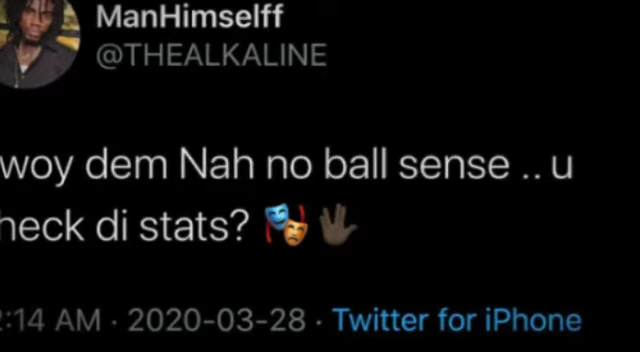 ManHimselff
@THEALKALINE
woy dem Nah no ball sense .. u
heck di stats? 🎭🖖🏿
:14 AM · 2020-03-28 · Twitter for iPhone